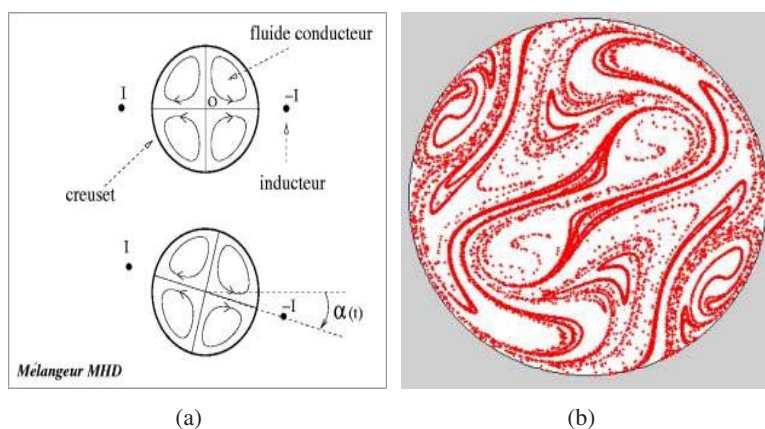 fluide conducteur
I
O
−I
creuset
inducteur
I
−I
α(t)
Mélangeur MHD
(a)
(b)